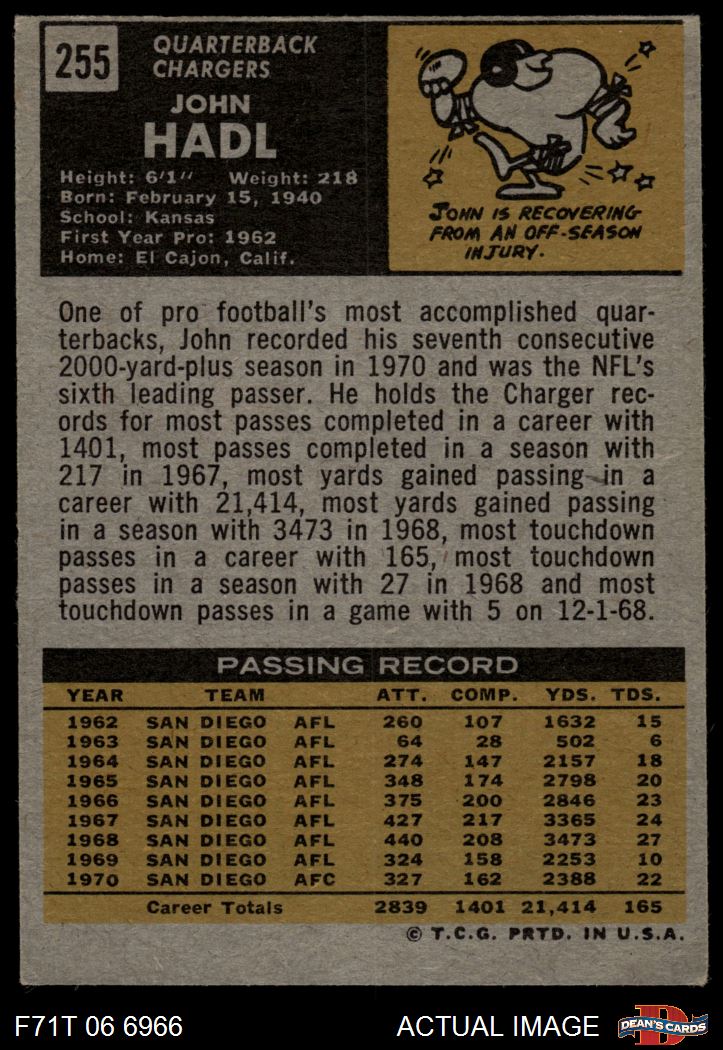 255
QUARTERBACK
CHARGERS
JOHN
HADL
Height: 6'1" Weight: 218
Born: February 15, 1940
School: Kansas
First Year Pro: 1962
Home: El Cajon, Calif.
JOHN IS RECOVERING
FROM AN OFF-SEASON
INJURY.
One of pro football's most accomplished quar-
terbacks, John recorded his seventh consecutive
2000-yard-plus season in 1970 and was the NFL's
sixth leading passer. He holds the Charger rec-
ords for most passes completed in a career with
1401, most passes completed in a season with
217 in 1967, most yards gained passing in a
career with 21,414, most yards gained passing
in a season with 3473 in 1968, most touchdown
passes in a career with 165, most touchdown
passes in a season with 27 in 1968 and most
touchdown passes in a game with 5 on 12-1-68.
PASSING RECORD
YEAR TEAM ATT. COMP. YDS. TDS.
1962 SAN DIEGO AFL 260 107 1632 15
1963 SAN DIEGO AFL 64 28 502 6
1964 SAN DIEGO AFL 274 147 2157 18
1965 SAN DIEGO AFL 348 174 2798 20
1966 SAN DIEGO AFL 375 200 2846 23
1967 SAN DIEGO AFL 427 217 3365 24
1968 SAN DIEGO AFL 440 208 3473 27
1969 SAN DIEGO AFL 324 158 2253 10
1970 SAN DIEGO AFC 327 162 2388 22
Career Totals 2839 1401 21,414 165
© T.C.G. PRTD. IN U.S.A.
F71T 06 6966 ACTUAL IMAGE
D
DEAN'S CARDS